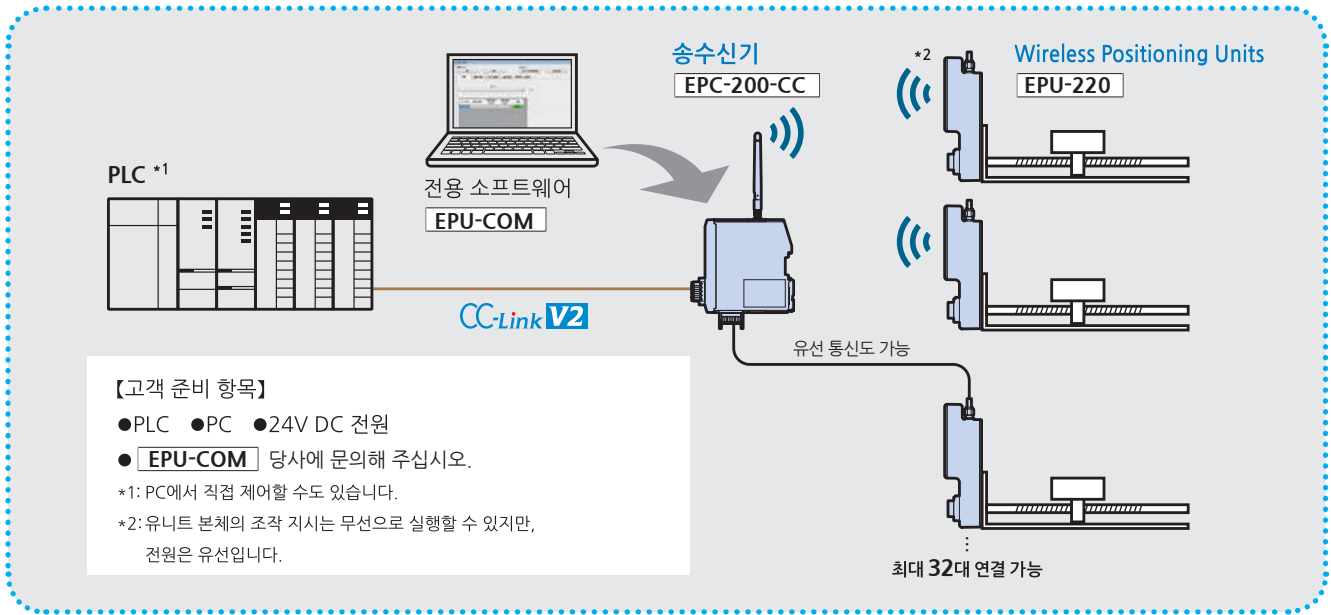 송수신기
EPC-200-CC
*2
Wireless Positioning Units
EPU-220
PLC *1
전용 소프트웨어
EPU-COM
CC-Link V2
유선 통신도 가능
【고객 준비 항목】
●PLC ●PC ●24V DC 전원
● EPU-COM 당사에 문의해 주십시오.
*1: PC에서 직접 제어할 수도 있습니다.
*2: 유니트 본체의 조작 지시는 무선으로 실행할 수 있지만,
전원은 유선입니다.
최대 32대 연결 가능